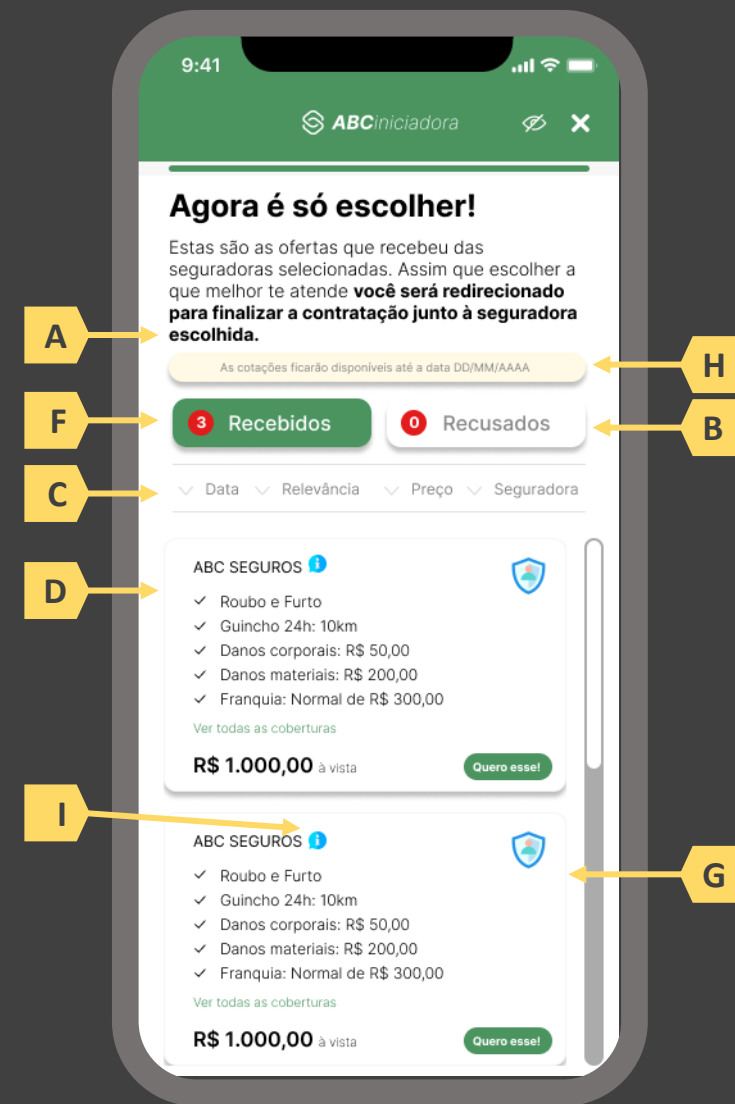 9:41
ABCiniciadora
Agora é só escolher!
Estas são as ofertas que recebeu das
seguradoras selecionadas. Assim que escolher a
que melhor te atende você será redirecionado
para finalizar a contratação junto à seguradora
escolhida.
A
As cotações ficarão disponíveis até a data DD/MM/AAAA
H
F
3 Recebidos
0 Recusados
B
C
Data Relevância Preço Seguradora
D
ABC SEGUROS i
Roubo e Furto
Guincho 24h: 10km
Danos corporais: R$ 50,00
Danos materiais: R$ 200,00
Franquia: Normal de R$ 300,00
Ver todas as coberturas
R$ 1.000,00 à vista
Quero esse!
I
ABC SEGUROS i
G
Roubo e Furto
Guincho 24h: 10km
Danos corporais: R$ 50,00
Danos materiais: R$ 200,00
Franquia: Normal de R$ 300,00
Ver todas as coberturas
R$ 1.000,00 à vista
Quero esse!